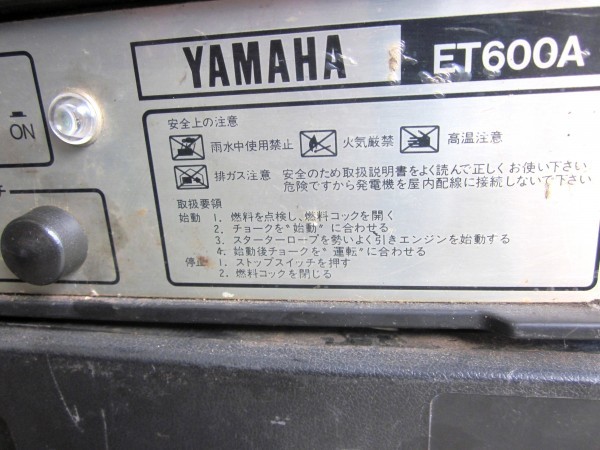 YAMAHA ET600A
ON
安全上の注意
雨水中使用禁止 火気厳禁 高温注意
排ガス注意 安全のため取扱説明書をよく読んで正しくお使い下さい
危険ですから発電機を屋内配線に接続しないで下さい
取扱要領
始動 1. 燃料を点検し、燃料コックを開く
2. チョークを"始動"に合わせる
3. スターターロープを勢いよく引きエンジンを始動する
4. 始動後チョークを"運転"に合わせる
停止 1. ストップスイッチを押す
2. 燃料コックを閉じる